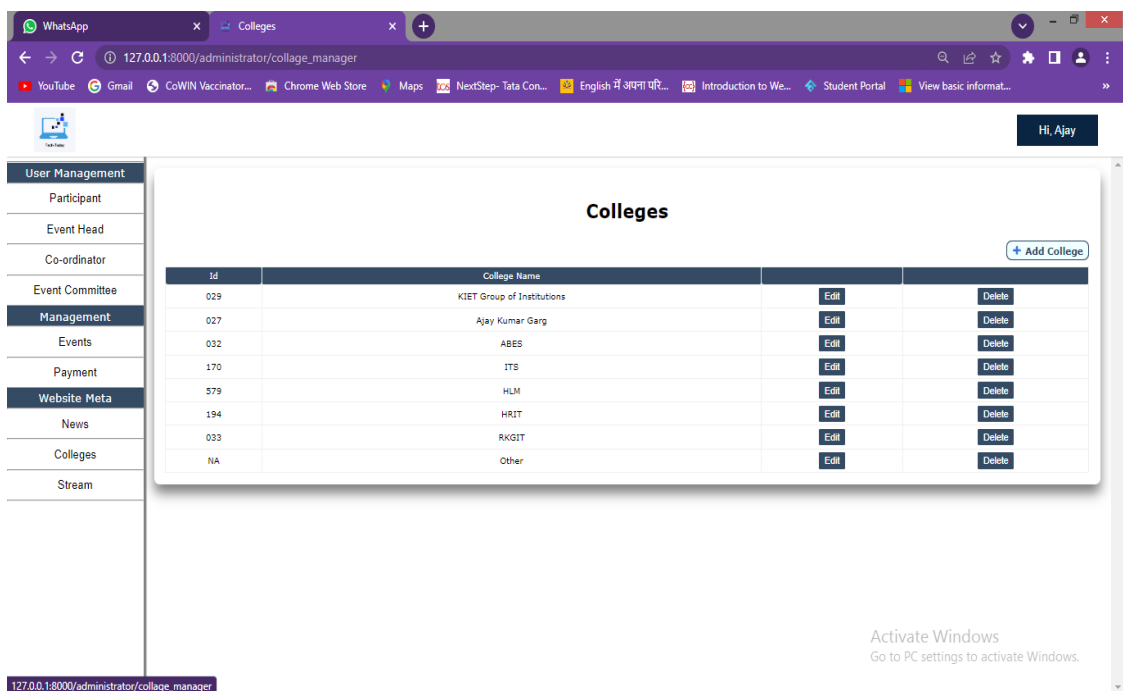 WhatsApp
Colleges
127.0.0.1:8000/administrator/collage_manager
YouTube Gmail CoWIN Vaccinator... Chrome Web Store Maps NextStep- Tata Con... English में अपना परि... Introduction to We... Student Portal View basic informat... »
Tech-Today
Hi, Ajay
User Management
Participant
Event Head
Co-ordinator
Event Committee
Management
Events
Payment
Website Meta
News
Colleges
Stream
Colleges
+ Add College
Id College Name
029 KIET Group of Institutions Edit Delete
027 Ajay Kumar Garg Edit Delete
032 ABES Edit Delete
170 ITS Edit Delete
579 HLM Edit Delete
194 HRIT Edit Delete
033 RKGIT Edit Delete
NA Other Edit Delete
Activate Windows
Go to PC settings to activate Windows.
127.0.0.1:8000/administrator/collage_manager